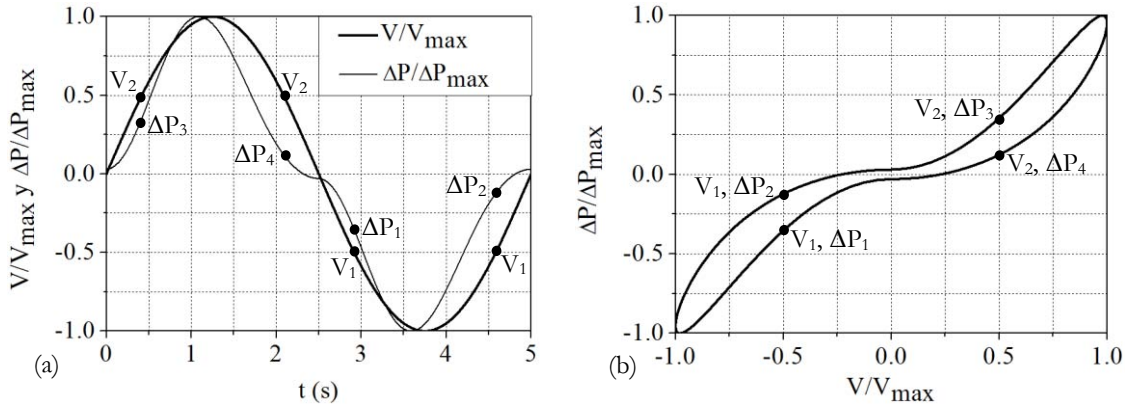 V/Vmax y ΔP/ΔPmax
1.0
0.5
0.0
-0.5
-1.0
V/Vmax
ΔP/ΔPmax
V2
ΔP3
V2
ΔP4
ΔP2
ΔP1
V1
V1
0 1 2 3 4 5
t (s)
(a)
ΔP/ΔPmax
1.0
0.5
0.0
-0.5
-1.0
V2, ΔP3
V2, ΔP4
V1, ΔP2
V1, ΔP1
-1.0 -0.5 0.0 0.5 1.0
V/Vmax
(b)